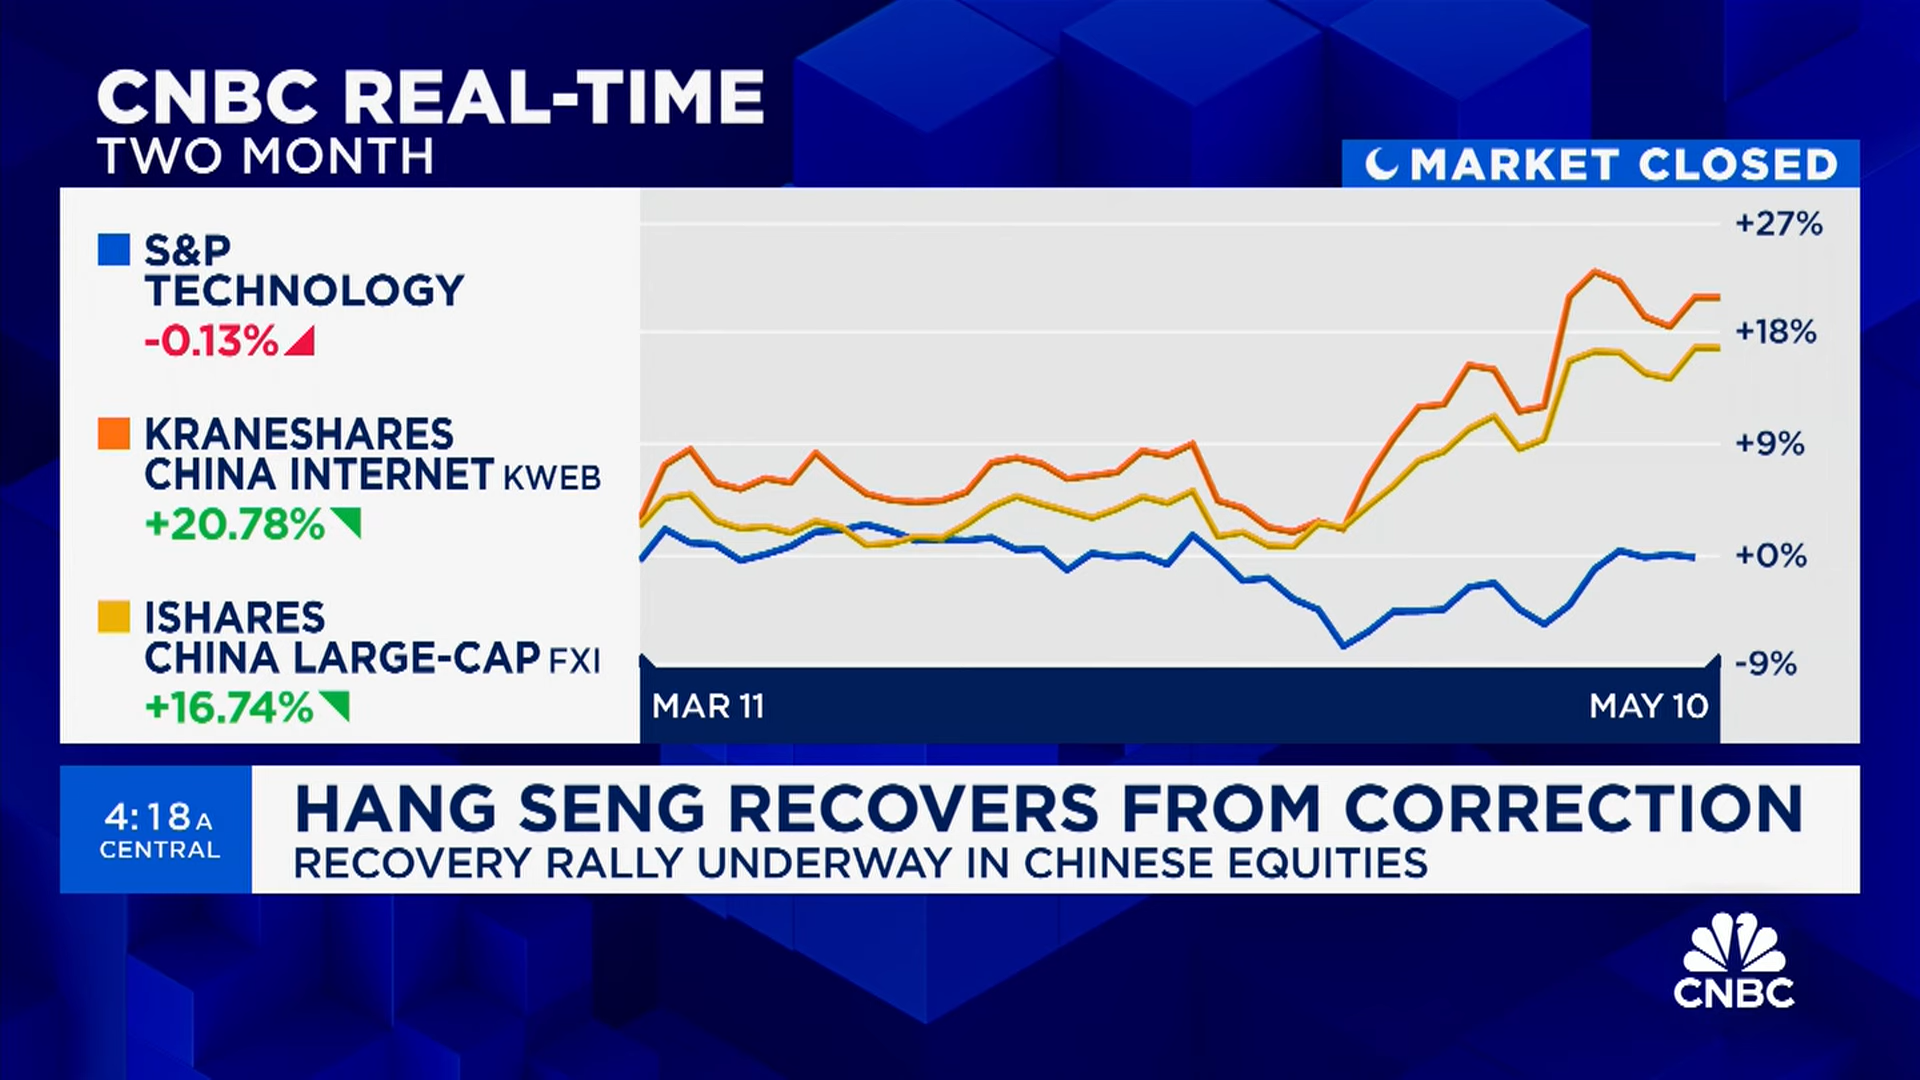 CNBC REAL-TIME
TWO MONTH
MARKET CLOSED
S&P
TECHNOLOGY
-0.13%
KRANESHARES
CHINA INTERNET KWEB
+20.78%
ISHARES
CHINA LARGE-CAP FXI
+16.74%
+27%
+18%
+9%
+0%
-9%
MAR 11
MAY 10
4:18 A
CENTRAL
HANG SENG RECOVERS FROM CORRECTION
RECOVERY RALLY UNDERWAY IN CHINESE EQUITIES
CNBC